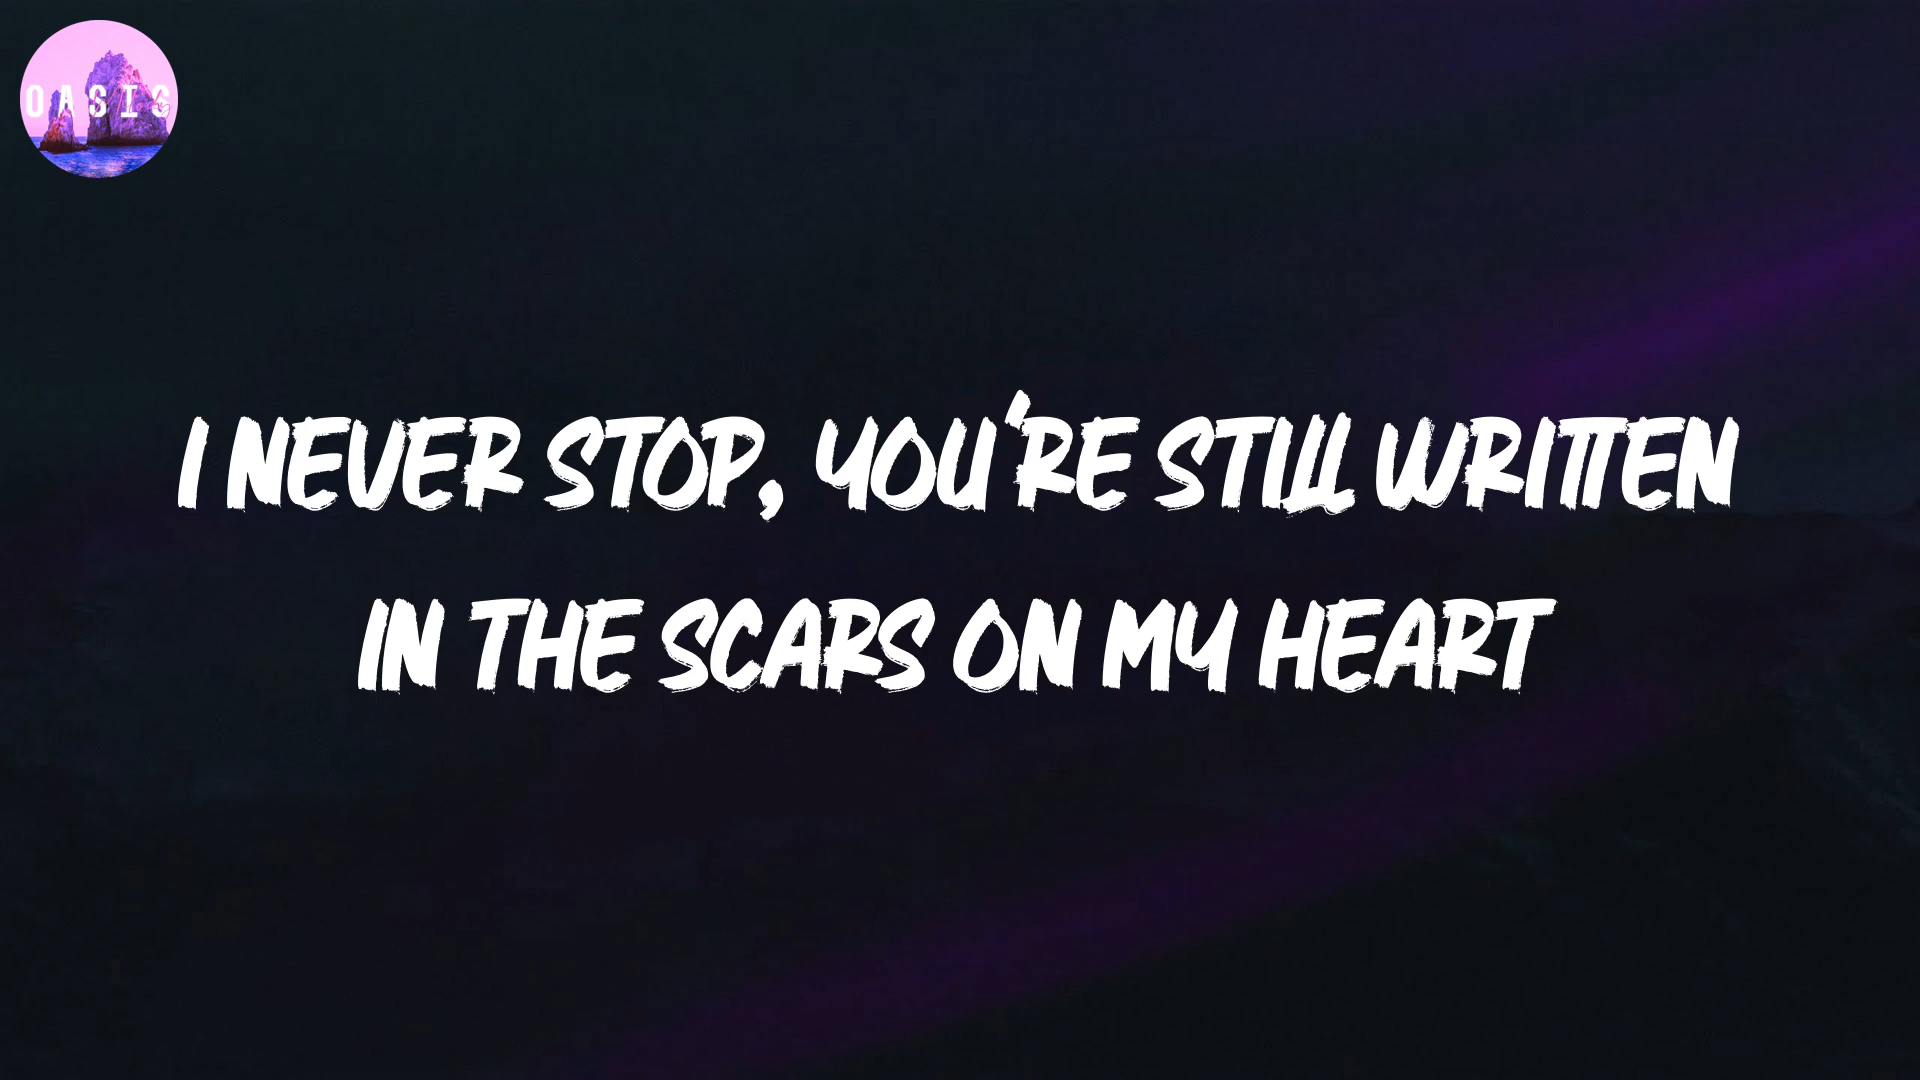 OASIS
I NEVER STOP, YOU'RE STILL WRITTEN
IN THE SCARS ON MY HEART